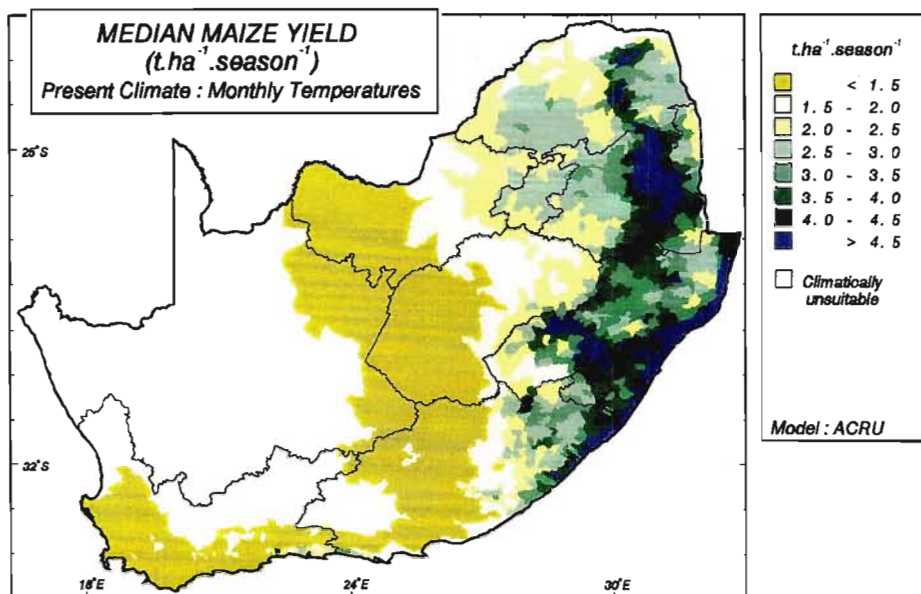 MEDIAN MAIZE YIELD
(t.ha⁻¹.season⁻¹)
Present Climate : Monthly Temperatures
t.ha⁻¹.season⁻¹
< 1.5
1.5 - 2.0
2.0 - 2.5
2.5 - 3.0
3.0 - 3.5
3.5 - 4.0
4.0 - 4.5
> 4.5
Climatically
unsuitable
Model : ACRU
25°S
32°S
18°E
24°E
30°E